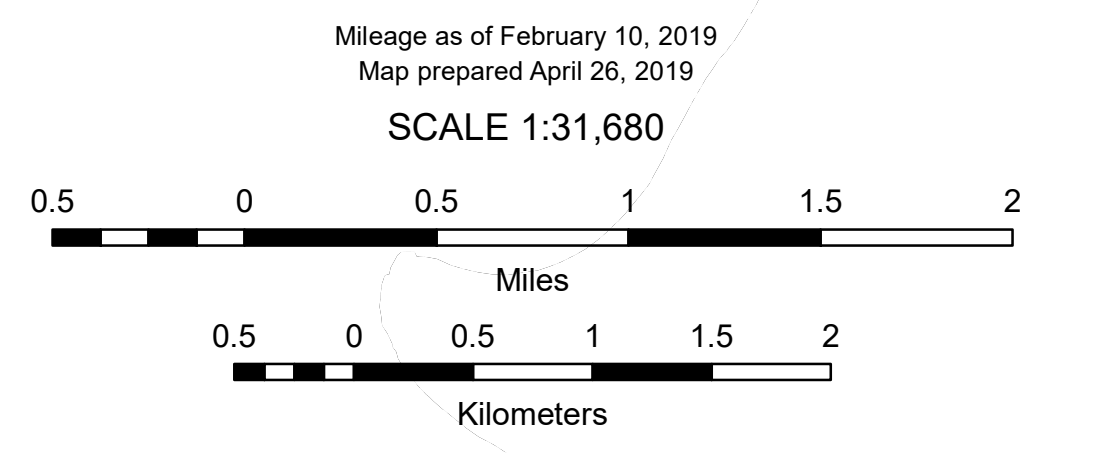 Mileage as of February 10, 2019
Map prepared April 26, 2019
SCALE 1:31,680
0.5 0 0.5 1 1.5 2
Miles
0.5 0 0.5 1 1.5 2
Kilometers